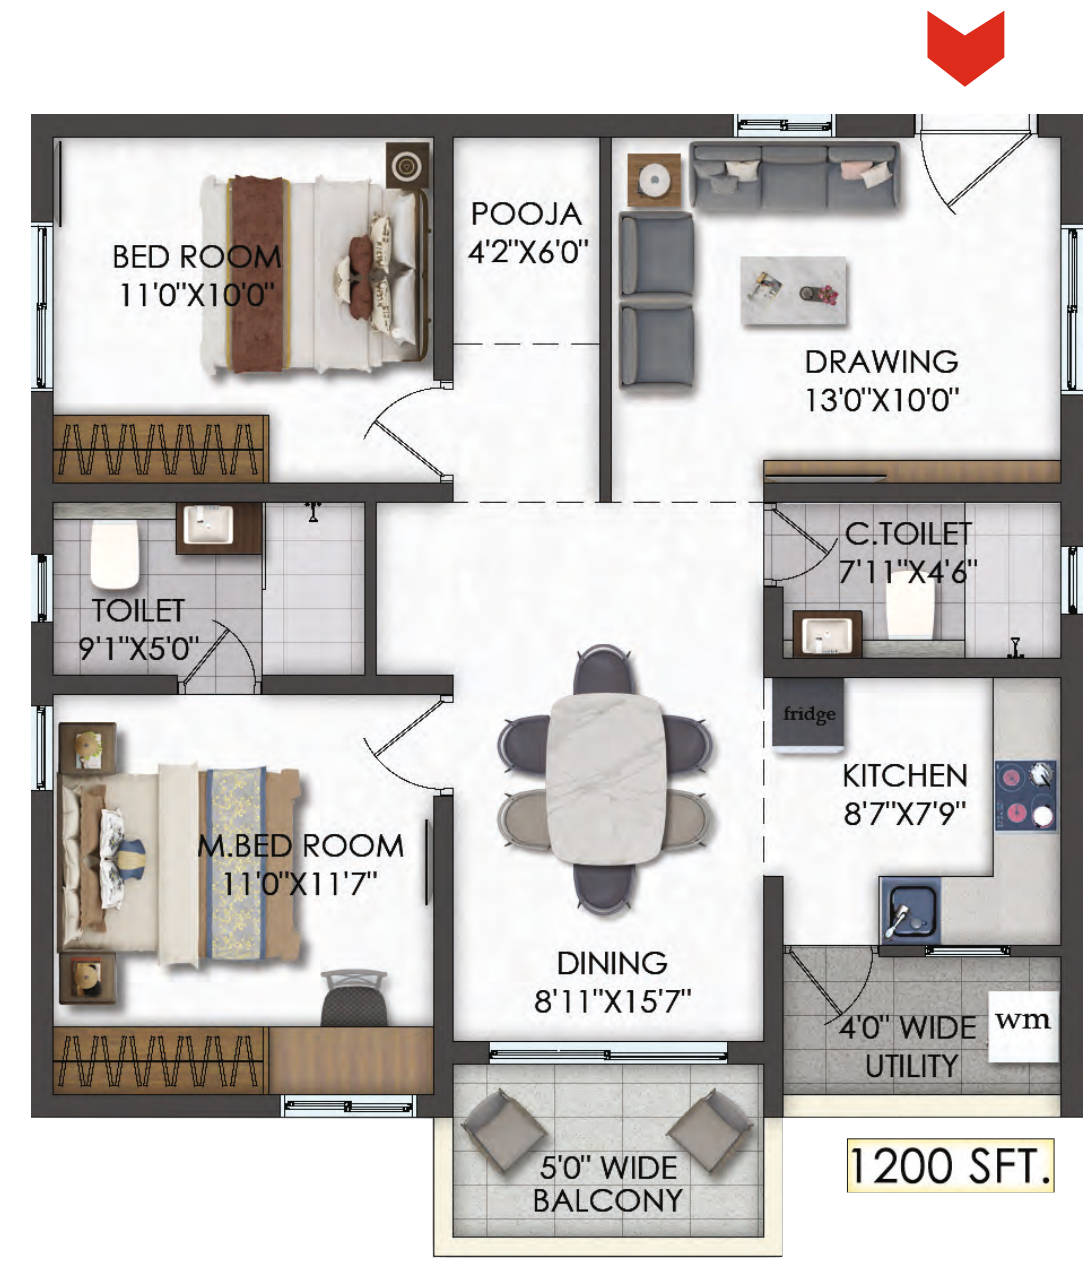 POOJA
4'2"X6'0"
BED ROOM
11'0"X10'0"
DRAWING
13'0"X10'0"
C.TOILET
7'11"X4'6"
TOILET
9'1"X5'0"
fridge
KITCHEN
8'7"X7'9"
M.BED ROOM
11'0"X11'7"
DINING
8'11"X15'7"
4'0" WIDE
UTILITY
wm
5'0" WIDE
BALCONY
1200 SFT.